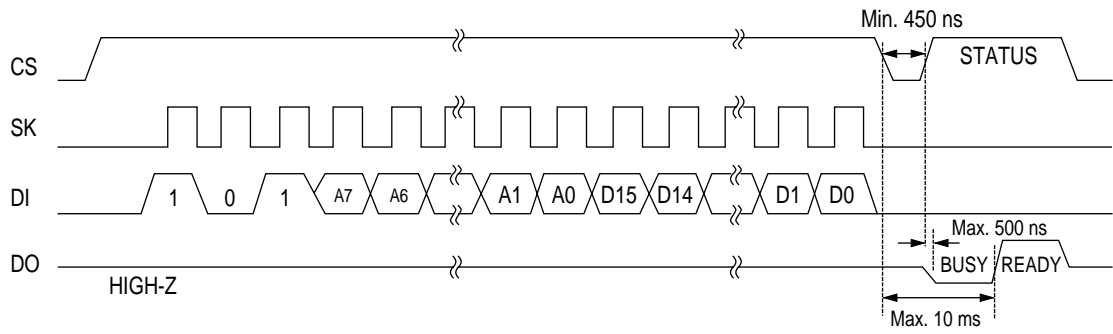 Min. 450 ns
CS
STATUS
SK
DI
1 0 1 A7 A6 A1 A0 D15 D14 D1 D0
Max. 500 ns
DO
BUSY READY
HIGH-Z
Max. 10 ms